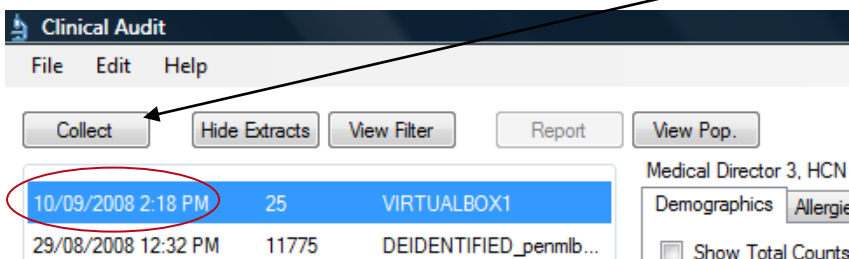 Clinical Audit
File Edit Help
Collect Hide Extracts View Filter Report View Pop.
Medical Director 3, HCN
10/09/2008 2:18 PM 25 VIRTUALBOX1
Demographics Allergie
29/08/2008 12:32 PM 11775 DEIDENTIFIED_penmlb...
Show Total Counts